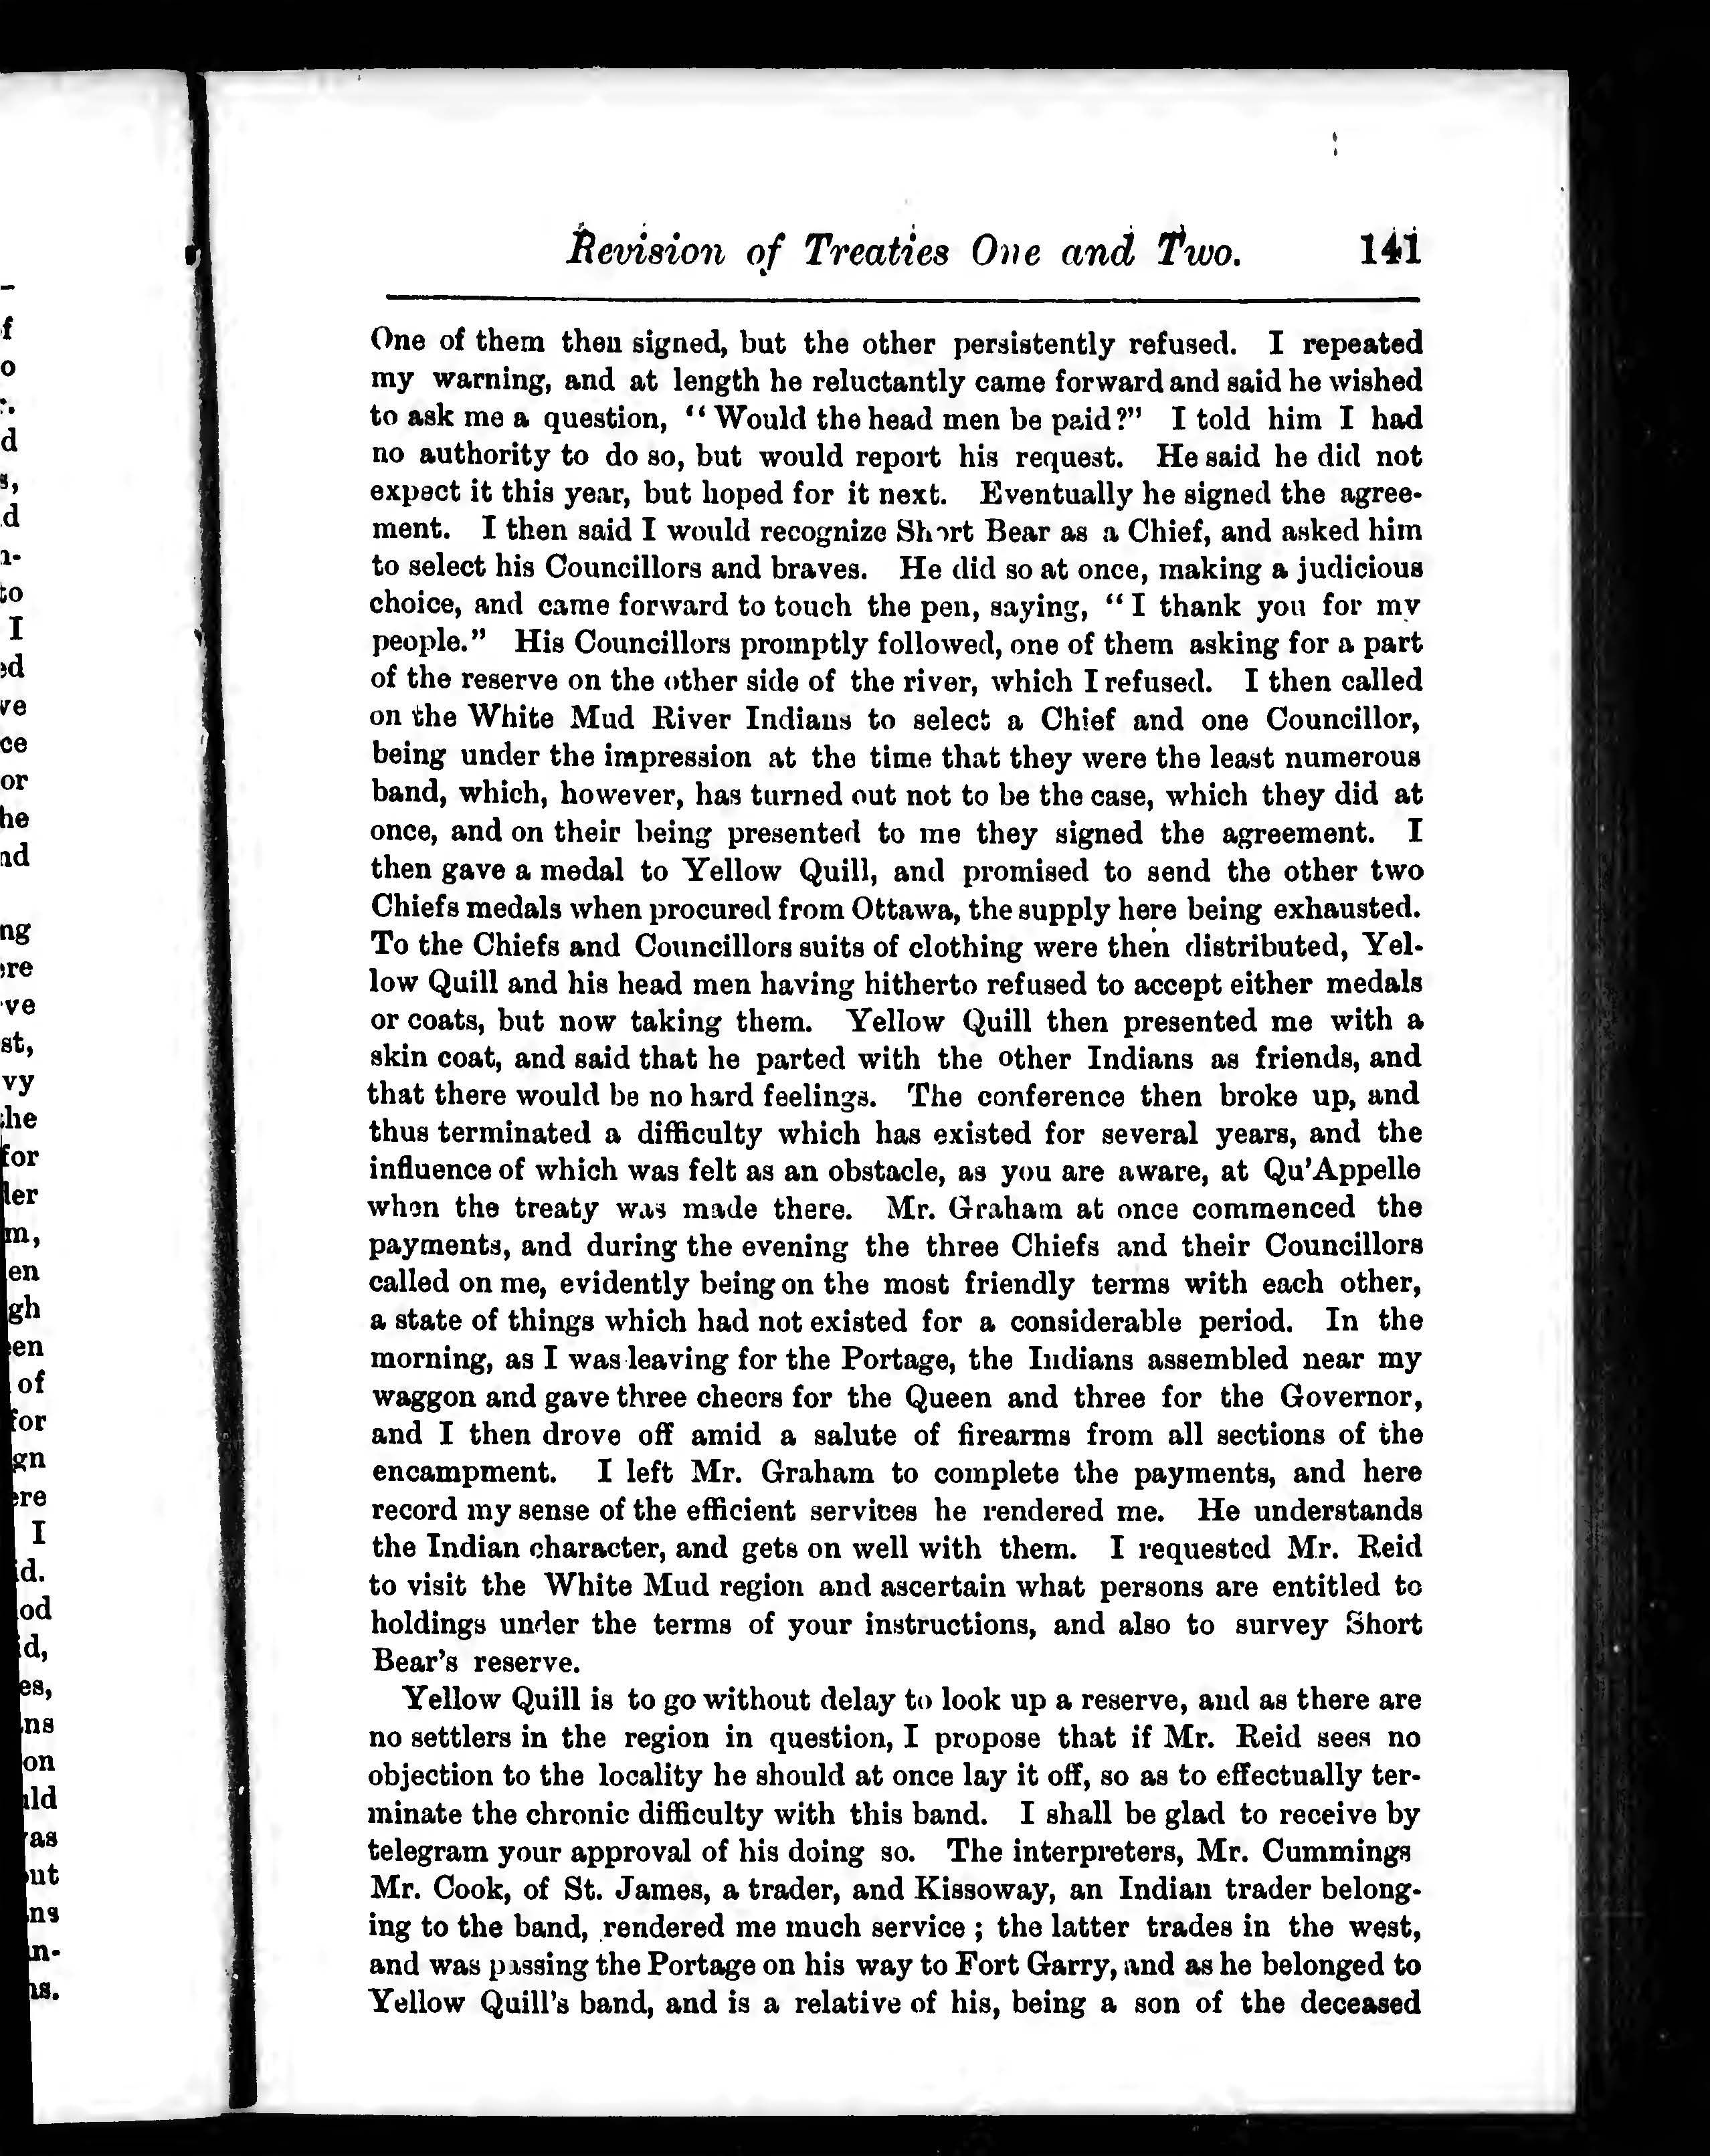 Revision of Treaties One and Two. 141
One of them then signed, but the other persistently refused. I repeated
my warning, and at length he reluctantly came forward and said he wished
to ask me a question, "Would the head men be paid?" I told him I had
no authority to do so, but would report his request. He said he did not
expect it this year, but hoped for it next. Eventually he signed the agree-
ment. I then said I would recognize Short Bear as a Chief, and asked him
to select his Councillors and braves. He did so at once, making a judicious
choice, and came forward to touch the pen, saying, "I thank you for my
people." His Councillors promptly followed, one of them asking for a part
of the reserve on the other side of the river, which I refused. I then called
on the White Mud River Indians to select a Chief and one Councillor,
being under the impression at the time that they were the least numerous
band, which, however, has turned out not to be the case, which they did at
once, and on their being presented to me they signed the agreement. I
then gave a medal to Yellow Quill, and promised to send the other two
Chiefs medals when procured from Ottawa, the supply here being exhausted.
To the Chiefs and Councillors suits of clothing were then distributed, Yel-
low Quill and his head men having hitherto refused to accept either medals
or coats, but now taking them. Yellow Quill then presented me with a
skin coat, and said that he parted with the other Indians as friends, and
that there would be no hard feelings. The conference then broke up, and
thus terminated a difficulty which has existed for several years, and the
influence of which was felt as an obstacle, as you are aware, at Qu'Appelle
when the treaty was made there. Mr. Graham at once commenced the
payments, and during the evening the three Chiefs and their Councillors
called on me, evidently being on the most friendly terms with each other,
a state of things which had not existed for a considerable period. In the
morning, as I was leaving for the Portage, the Indians assembled near my
waggon and gave three cheers for the Queen and three for the Governor,
and I then drove off amid a salute of firearms from all sections of the
encampment. I left Mr. Graham to complete the payments, and here
record my sense of the efficient services he rendered me. He understands
the Indian character, and gets on well with them. I requested Mr. Reid
to visit the White Mud region and ascertain what persons are entitled to
holdings under the terms of your instructions, and also to survey Short
Bear's reserve.
Yellow Quill is to go without delay to look up a reserve, and as there are
no settlers in the region in question, I propose that if Mr. Reid sees no
objection to the locality he should at once lay it off, so as to effectually ter-
minate the chronic difficulty with this band. I shall be glad to receive by
telegram your approval of his doing so. The interpreters, Mr. Cummings
Mr. Cook, of St. James, a trader, and Kissoway, an Indian trader belong-
ing to the band, rendered me much service ; the latter trades in the west,
and was passing the Portage on his way to Fort Garry, and as he belonged to
Yellow Quill's band, and is a relative of his, being a son of the deceased